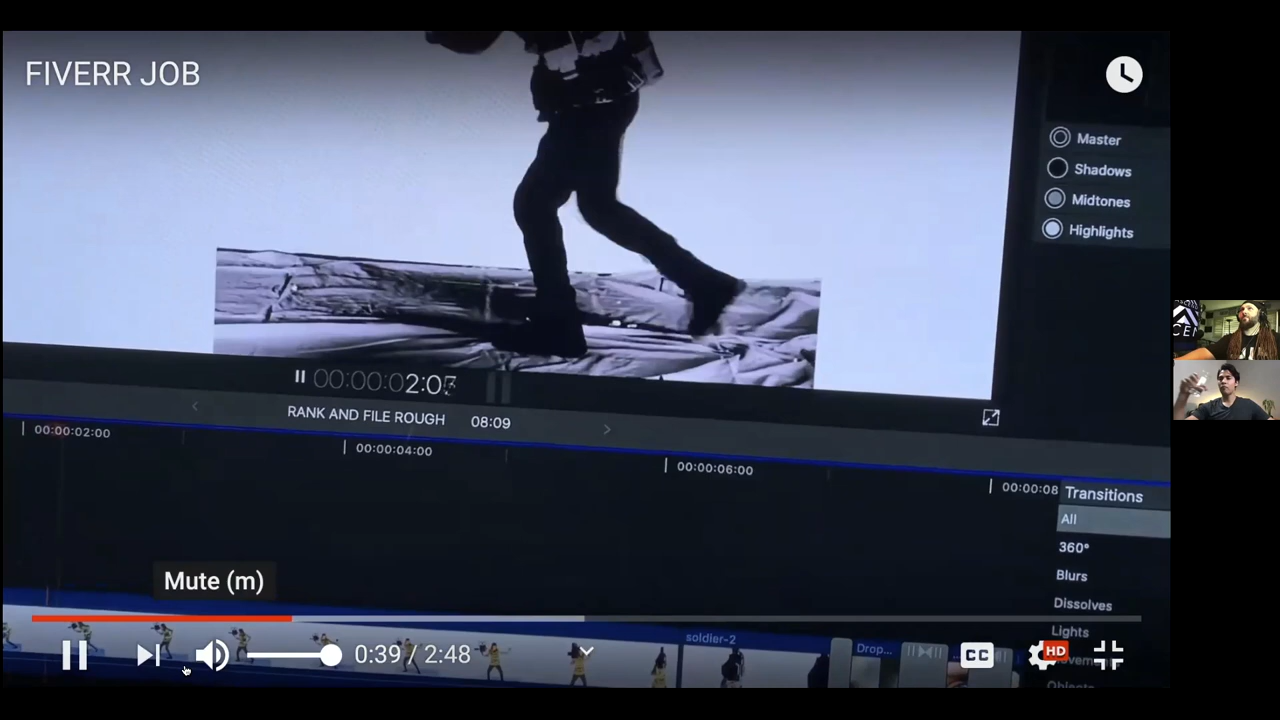 FIVERR JOB
Master
Shadows
Midtones
Highlights
RANK AND FILE ROUGH 08:09
00:00:02:00
00:00:04:00
00:00:06:00
00:00:08
Transitions
All
360°
Blurs
Dissolves
Lights
Mute (m)
soldier-2
Drop...
0:39 / 2:48
CC
HD